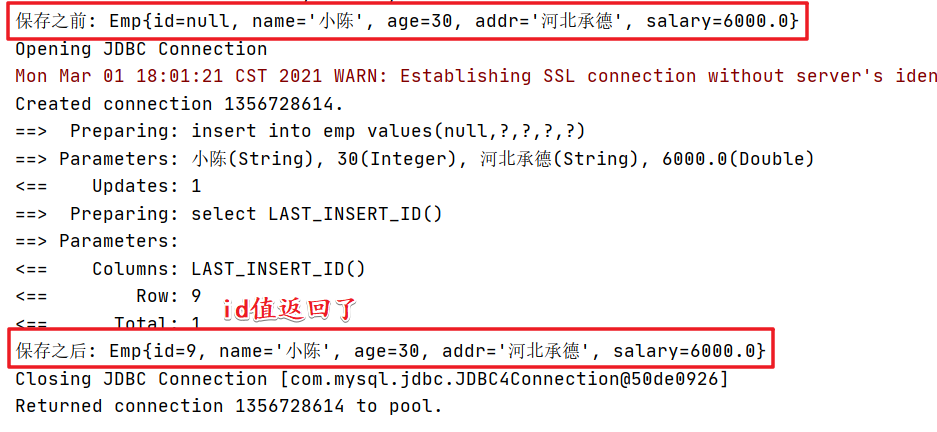 保存之前: Emp{id=null, name='小陈', age=30, addr='河北承德', salary=6000.0}
Opening JDBC Connection
Mon Mar 01 18:01:21 CST 2021 WARN: Establishing SSL connection without server's iden
Created connection 1356728614.
==>  Preparing: insert into emp values(null,?,?,?,?)
==> Parameters: 小陈(String), 30(Integer), 河北承德(String), 6000.0(Double)
<==    Updates: 1
==>  Preparing: select LAST_INSERT_ID()
==> Parameters:
<==    Columns: LAST_INSERT_ID()
<==        Row: 9
id值返回了
<==      Total: 1
保存之后: Emp{id=9, name='小陈', age=30, addr='河北承德', salary=6000.0}
Closing JDBC Connection [com.mysql.jdbc.JDBC4Connection@50de0926]
Returned connection 1356728614 to pool.